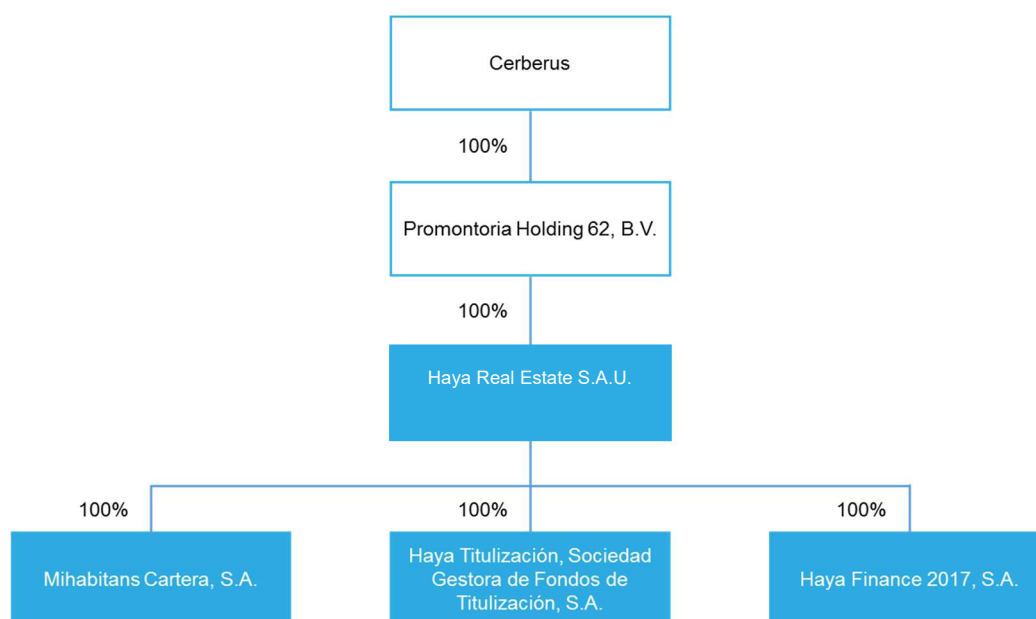 Cerberus
100%
Promontoria Holding 62, B.V.
100%
Haya Real Estate S.A.U.
100%
100%
100%
Mihabitans Cartera, S.A.
Haya Titulización, Sociedad
Gestora de Fondos de
Titulización, S.A.
Haya Finance 2017, S.A.